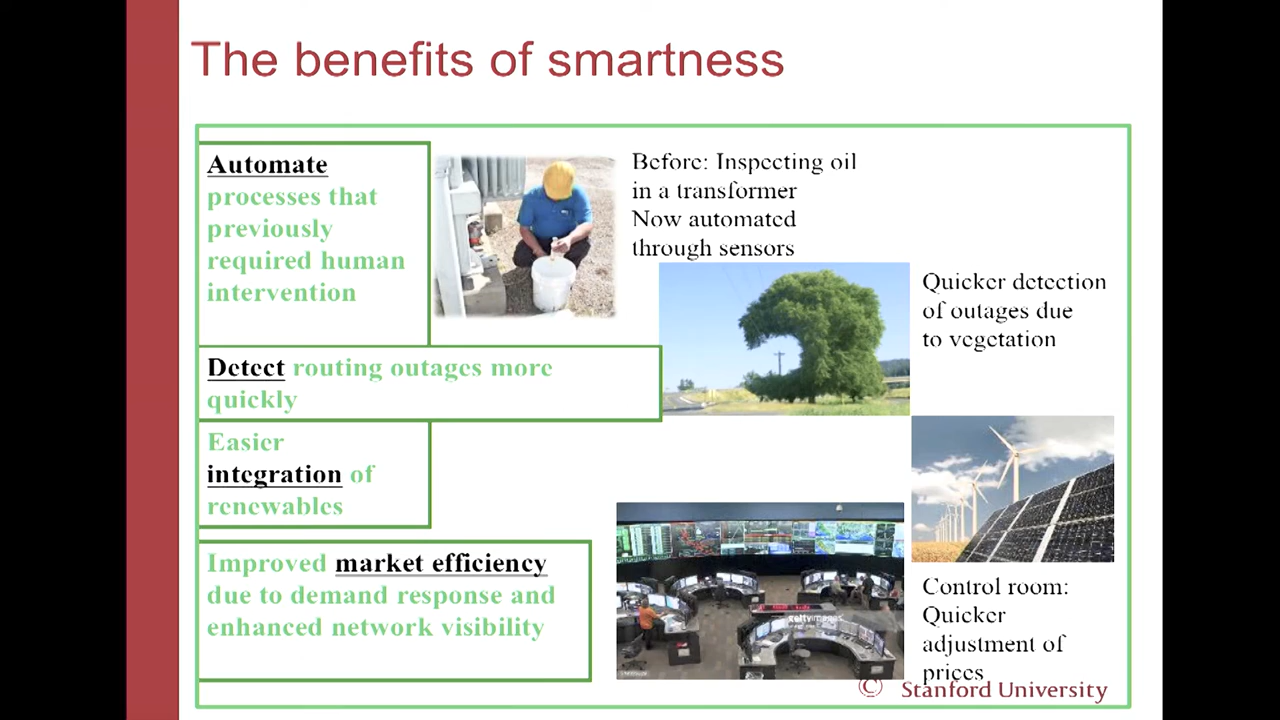 The benefits of smartness
Automate
processes that
previously
required human
intervention
Before: Inspecting oil
in a transformer
Now automated
through sensors
Quicker detection
of outages due
to vegetation
Detect routing outages more
quickly
Easier
integration of
renewables
Improved market efficiency
due to demand response and
enhanced network visibility
gettyimages
Control room:
Quicker
adjustment of
prices
© Stanford University